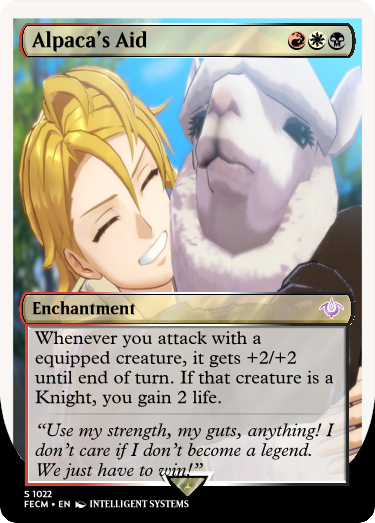 Alpaca's Aid
Enchantment
Whenever you attack with a
equipped creature, it gets +2/+2
until end of turn. If that creature is a
Knight, you gain 2 life.
“Use my strength, my guts, anything! I
don't care if I don't become a legend.
We just have to win!”
S 1022
FECM • EN INTELLIGENT SYSTEMS